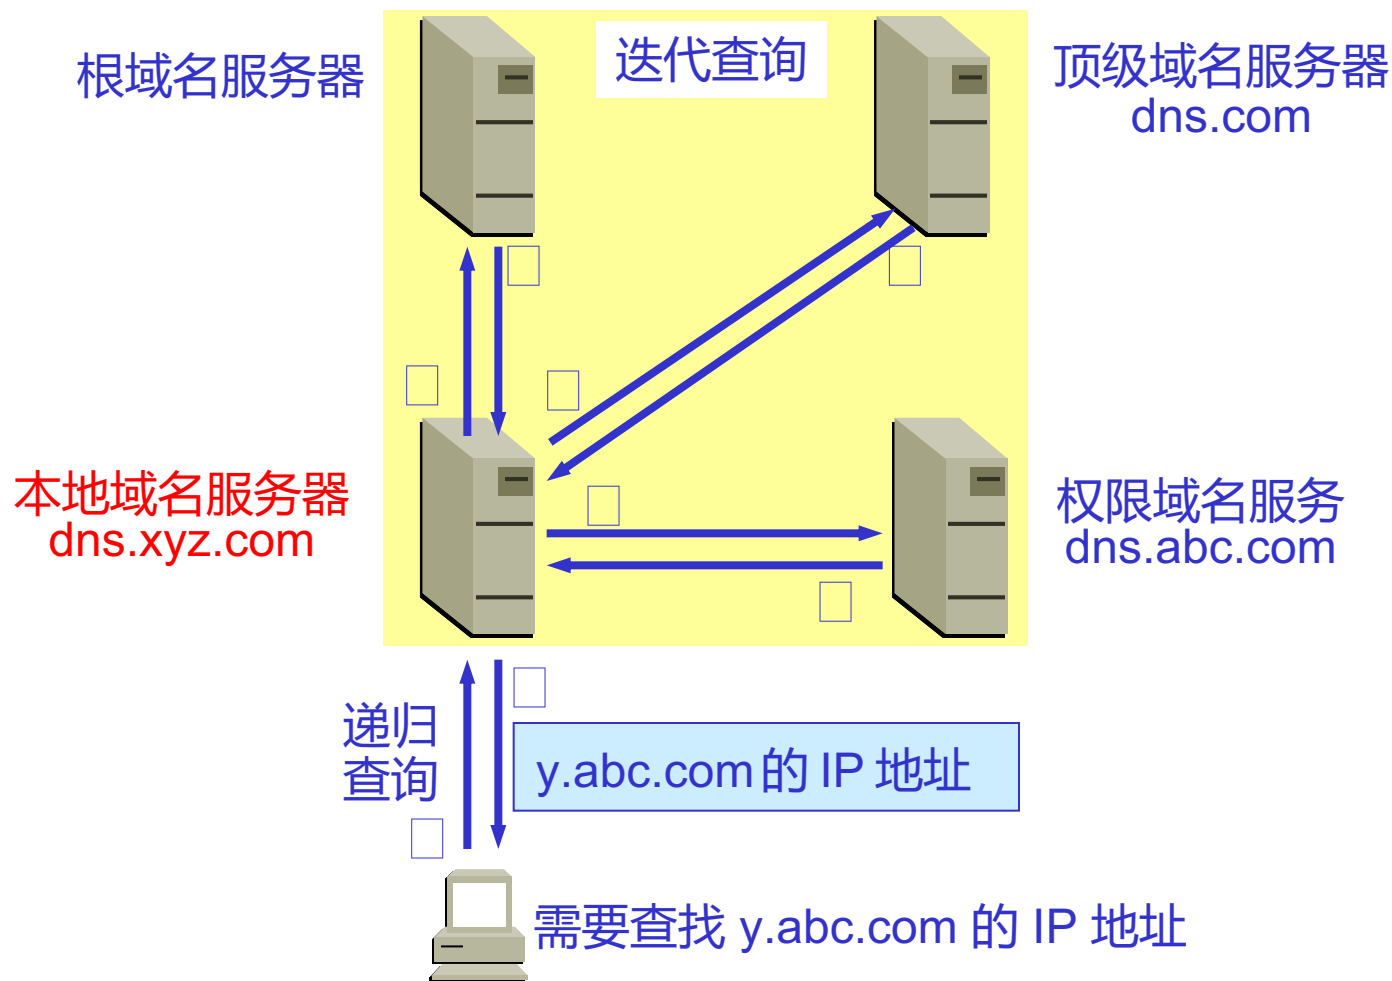 根域名服务器
迭代查询
顶级域名服务器
dns.com
本地域名服务器
dns.xyz.com
权限域名服务
dns.abc.com
递归
查询
y.abc.com 的 IP 地址
需要查找 y.abc.com 的 IP 地址